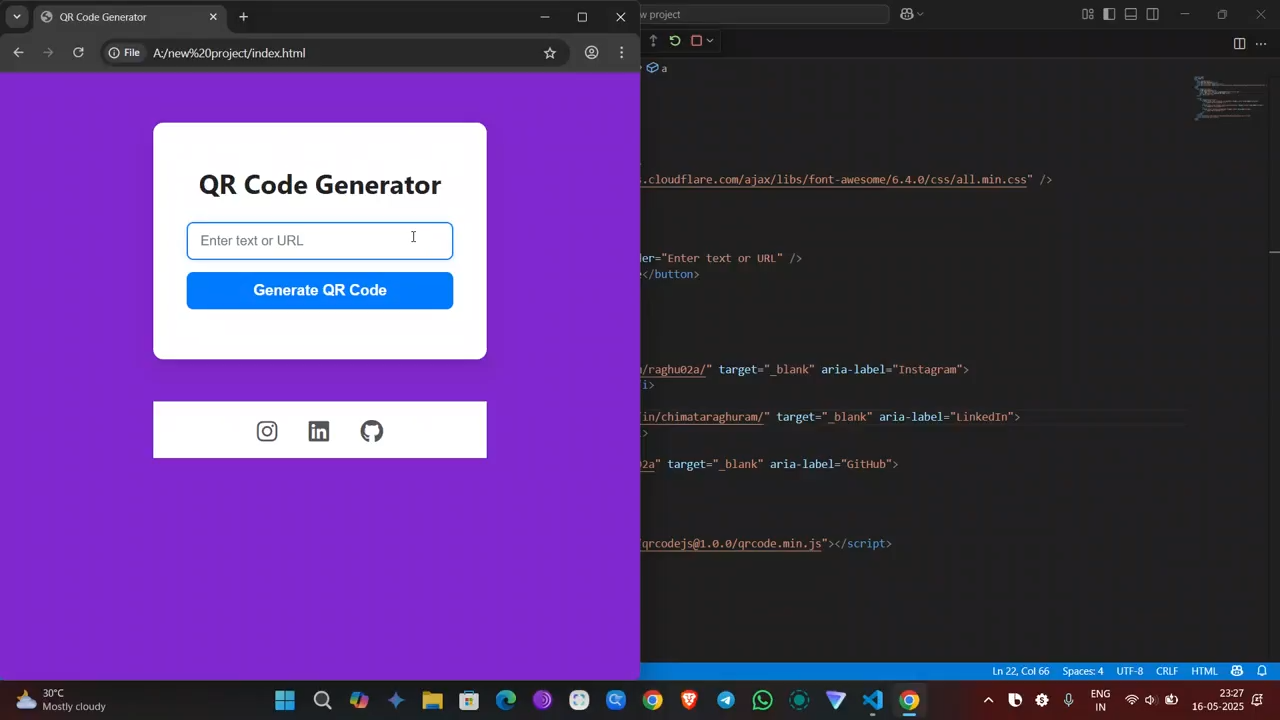 QR Code Generator
w project
File
A:/new%20project/index.html
a
QR Code Generator
Enter text or URL
Generate QR Code
s.cloudflare.com/ajax/libs/font-awesome/6.4.0/css/all.min.css" />
der="Enter text or URL" />
e</button>
n/raghu02a/" target="_blank" aria-label="Instagram">
i>
in/chimataraghuram/" target="_blank" aria-label="LinkedIn">
>
02a" target="_blank" aria-label="GitHub">
/qrcodejs@1.0.0/qrcode.min.js"></script>
Ln 22, Col 66
Spaces: 4
UTF-8
CRLF
HTML
30°C
Mostly cloudy
ENG
IN
23:27
16-05-2025